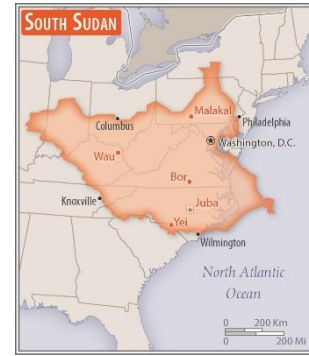 SOUTH SUDAN
Malakal
Columbus
Philadelphia
Washington, D.C.
Wau
Bor
Knoxville
Juba
Yei
Wilmington
North Atlantic
Ocean
0 200 Km
0 200 Mi